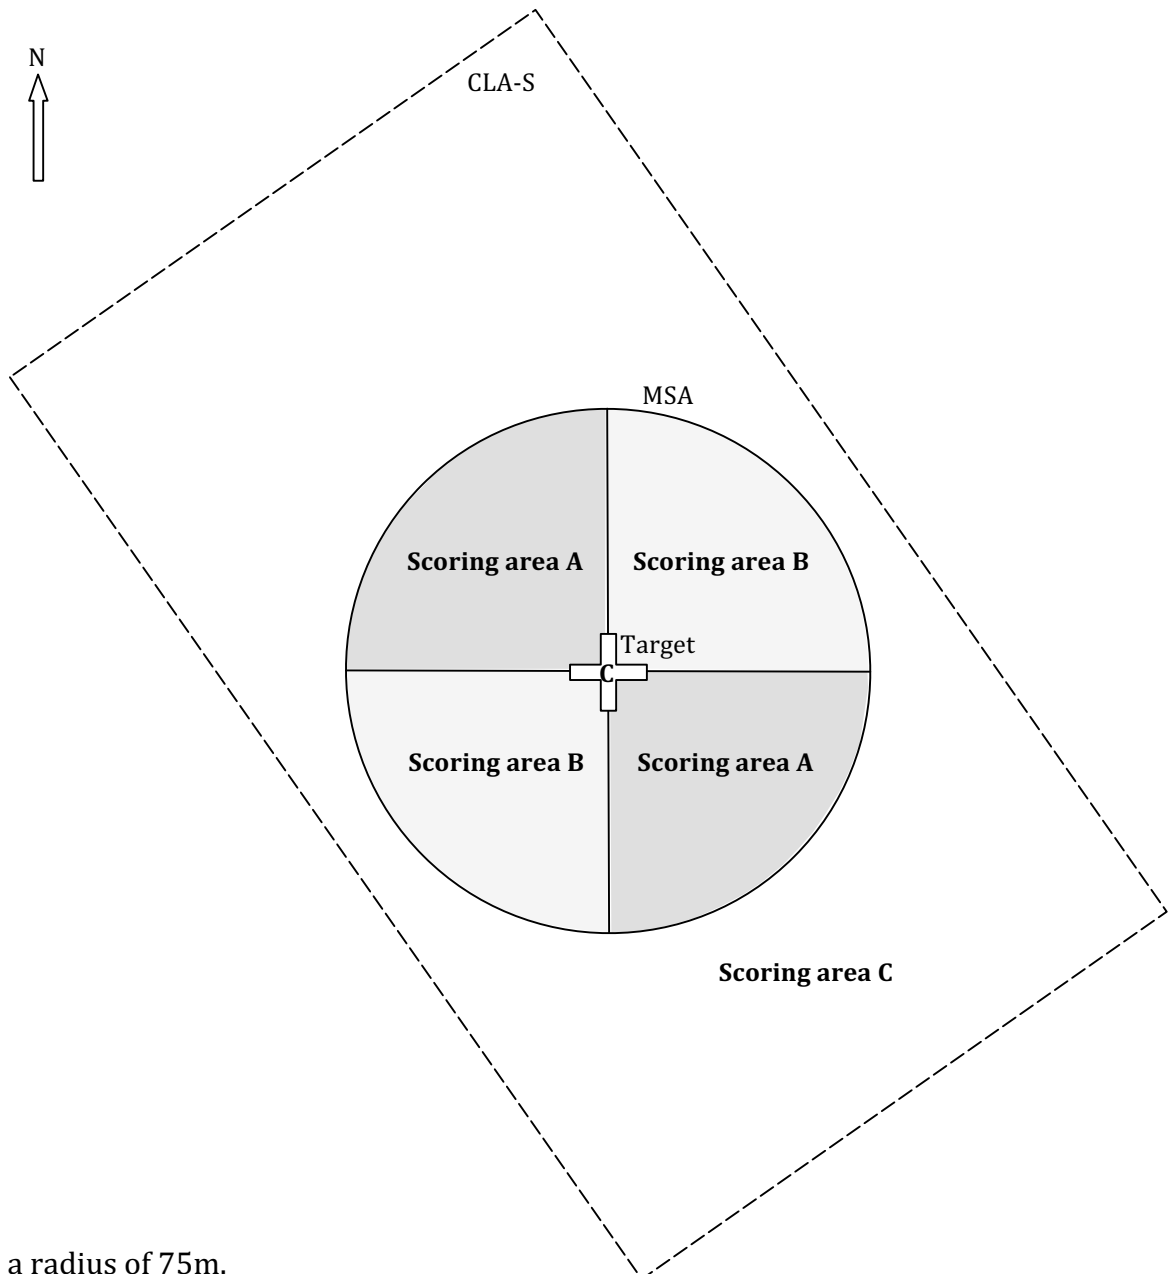 N
CLA-S
MSA
Scoring area A
Scoring area B
Target
C
Scoring area B
Scoring area A
Scoring area C
a radius of 75m.